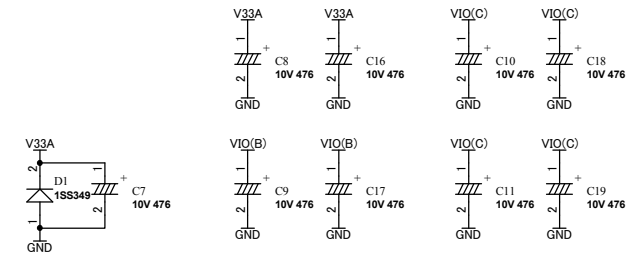 V33A V33A VIO(C) VIO(C)
1 + 1 + 1 + 1 +
C8 C16 C10 C18
10V 476 10V 476 10V 476 10V 476
2 2 2 2
GND GND GND GND
V33A VIO(B) VIO(B) VIO(C) VIO(C)
2 1 + 1 + 1 + 1 + 1 +
D1
1SS349 C7 C9 C17 C11 C19
10V 476 10V 476 10V 476 10V 476 10V 476
1 2 2 2 2 2
GND GND GND GND GND